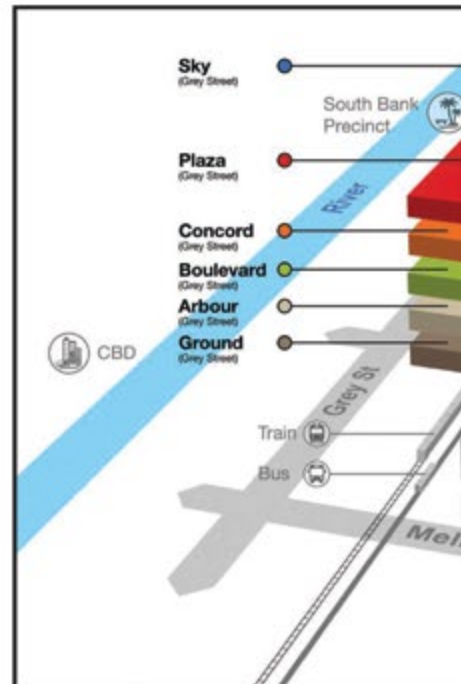 Sky
(Grey Street)
South Bank
Precinct
Plaza
(Grey Street)
River
Concord
(Grey Street)
Boulevard
(Grey Street)
Arbour
(Grey Street)
Ground
(Grey Street)
CBD
Grey St
Train
Bus
Mel